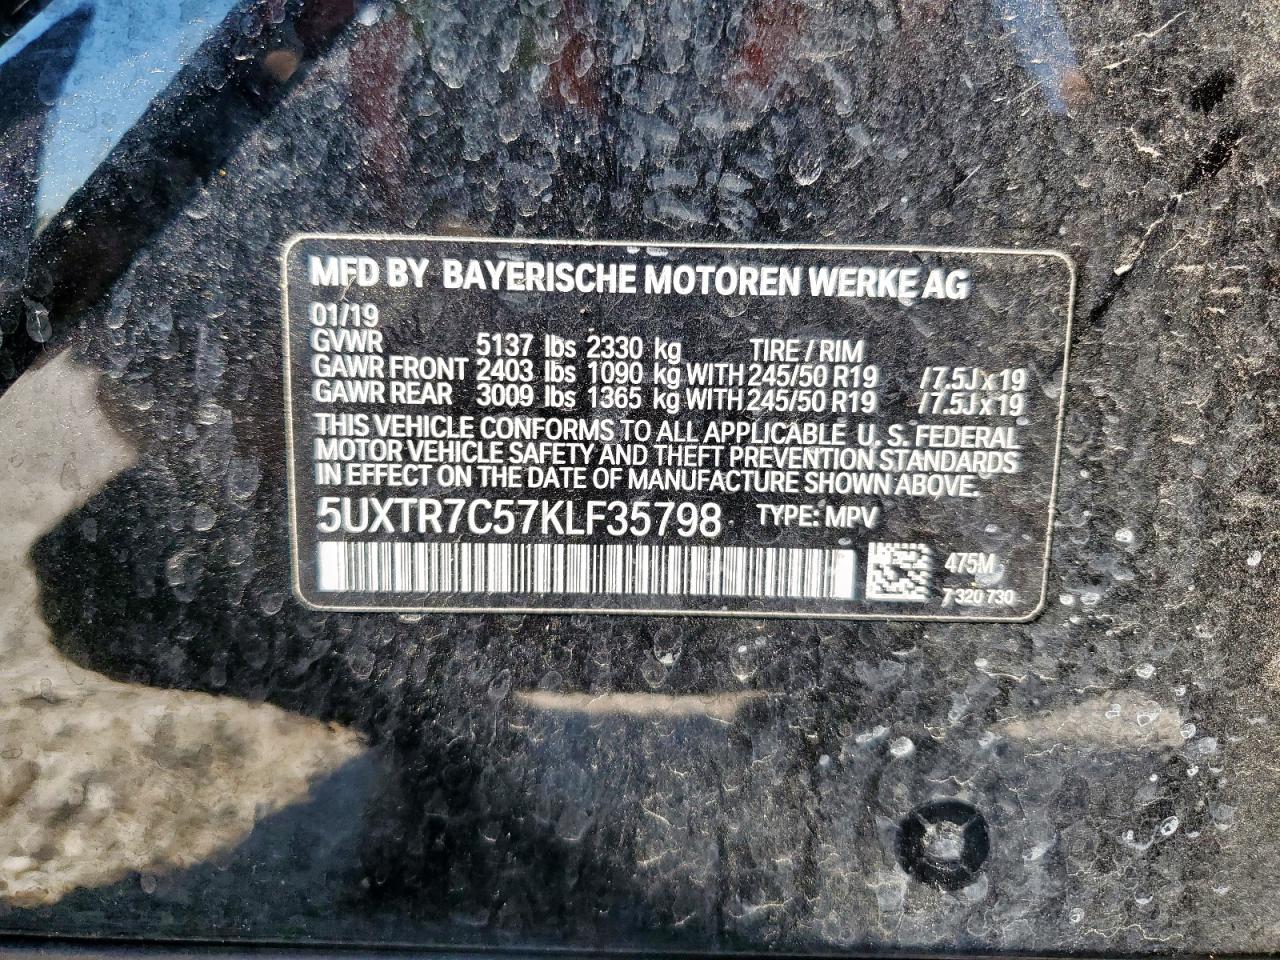 MFD BY BAYERISCHE MOTOREN WERKE AG
01/19
GVWR 5137 lbs 2330 kg TIRE / RIM
GAWR FRONT 2403 lbs 1090 kg WITH 245/50 R19 /7.5J x 19
GAWR REAR 3009 lbs 1365 kg WITH 245/50 R19 /7.5J x 19
THIS VEHICLE CONFORMS TO ALL APPLICABLE U. S. FEDERAL
MOTOR VEHICLE SAFETY AND THEFT PREVENTION STANDARDS
IN EFFECT ON THE DATE OF MANUFACTURE SHOWN ABOVE.
5UXTR7C57KLF35798 TYPE: MPV
475M
7 320 730